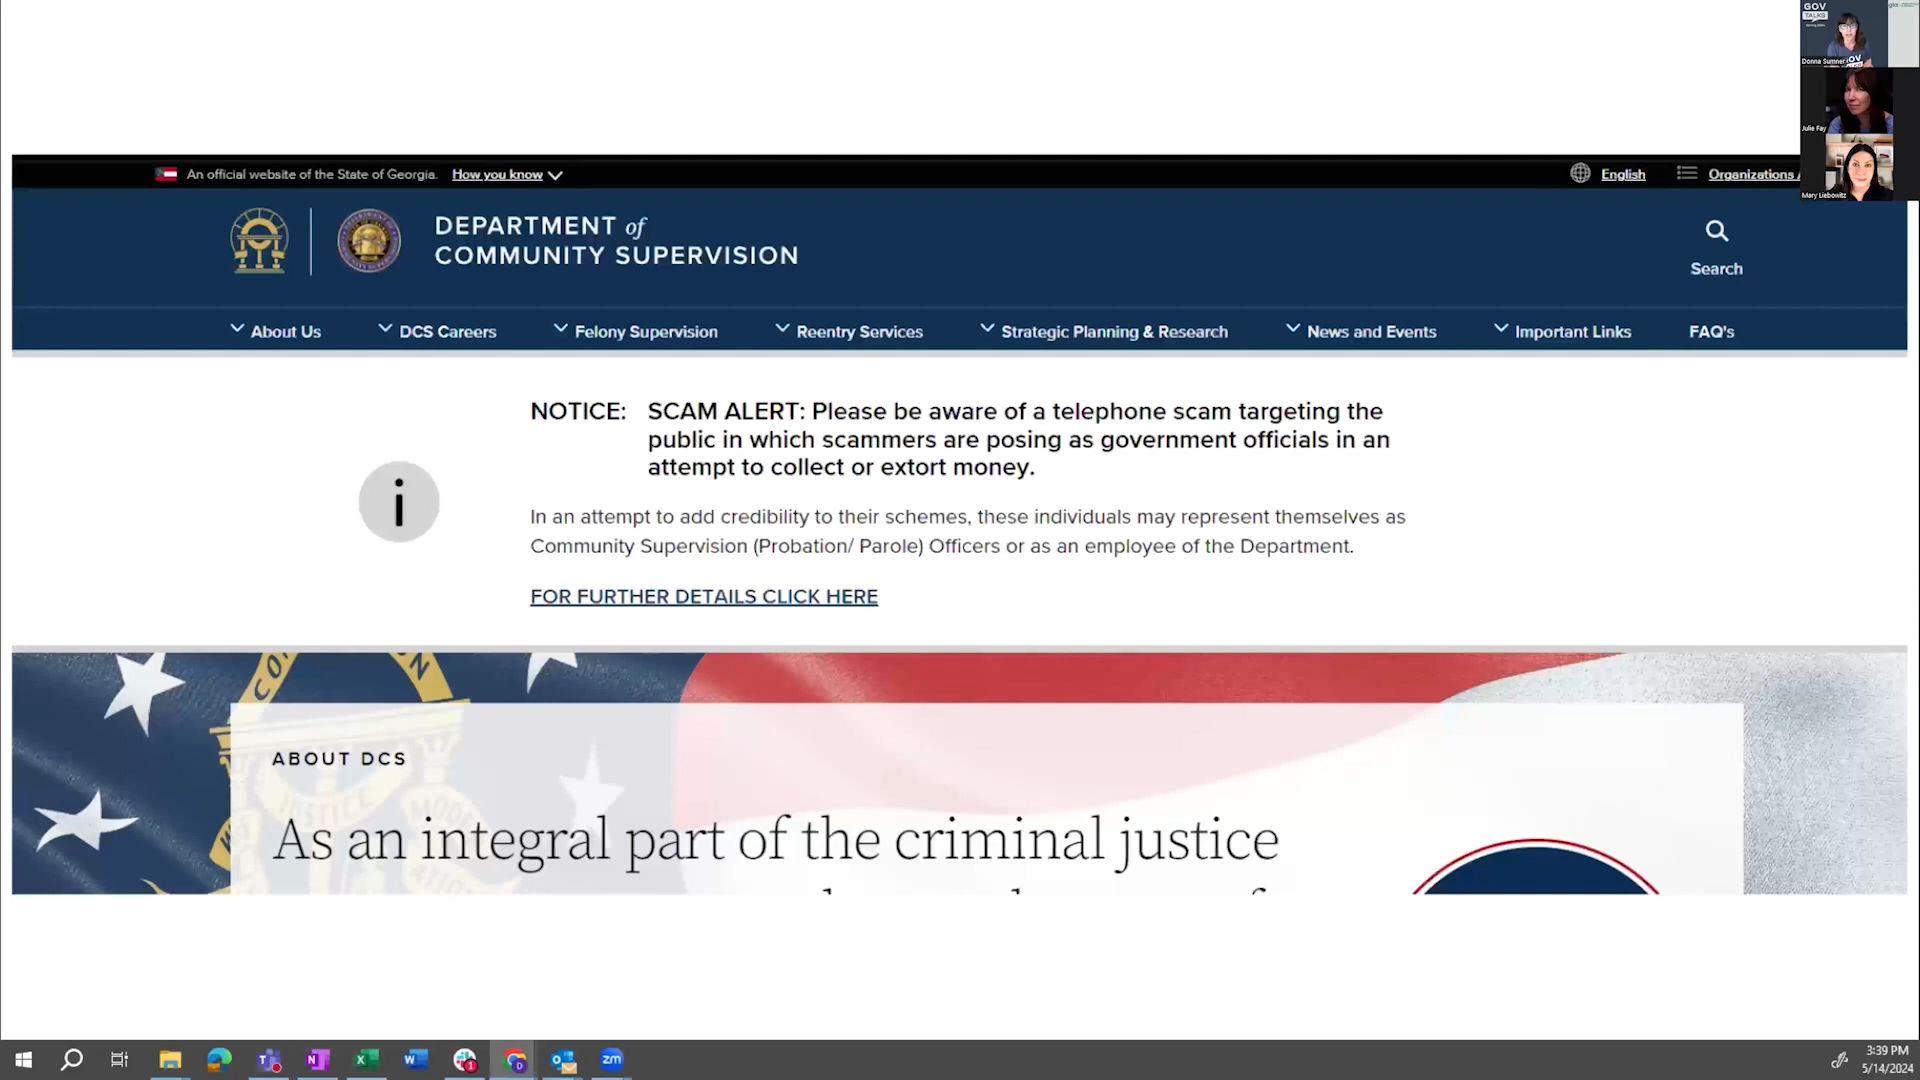 GOV
TALKS
Donna Sumner
Julie Fay
Mary Liebowitz
An official website of the State of Georgia. How you know
English
Organizations
DEPARTMENT of
COMMUNITY SUPERVISION
Search
About Us
DCS Careers
Felony Supervision
Reentry Services
Strategic Planning & Research
News and Events
Important Links
FAQ's
NOTICE: SCAM ALERT: Please be aware of a telephone scam targeting the
public in which scammers are posing as government officials in an
attempt to collect or extort money.
In an attempt to add credibility to their schemes, these individuals may represent themselves as
Community Supervision (Probation/ Parole) Officers or as an employee of the Department.
FOR FURTHER DETAILS CLICK HERE
ABOUT DCS
JUSTICE
As an integral part of the criminal justice
zm
3:39 PM
5/14/2024